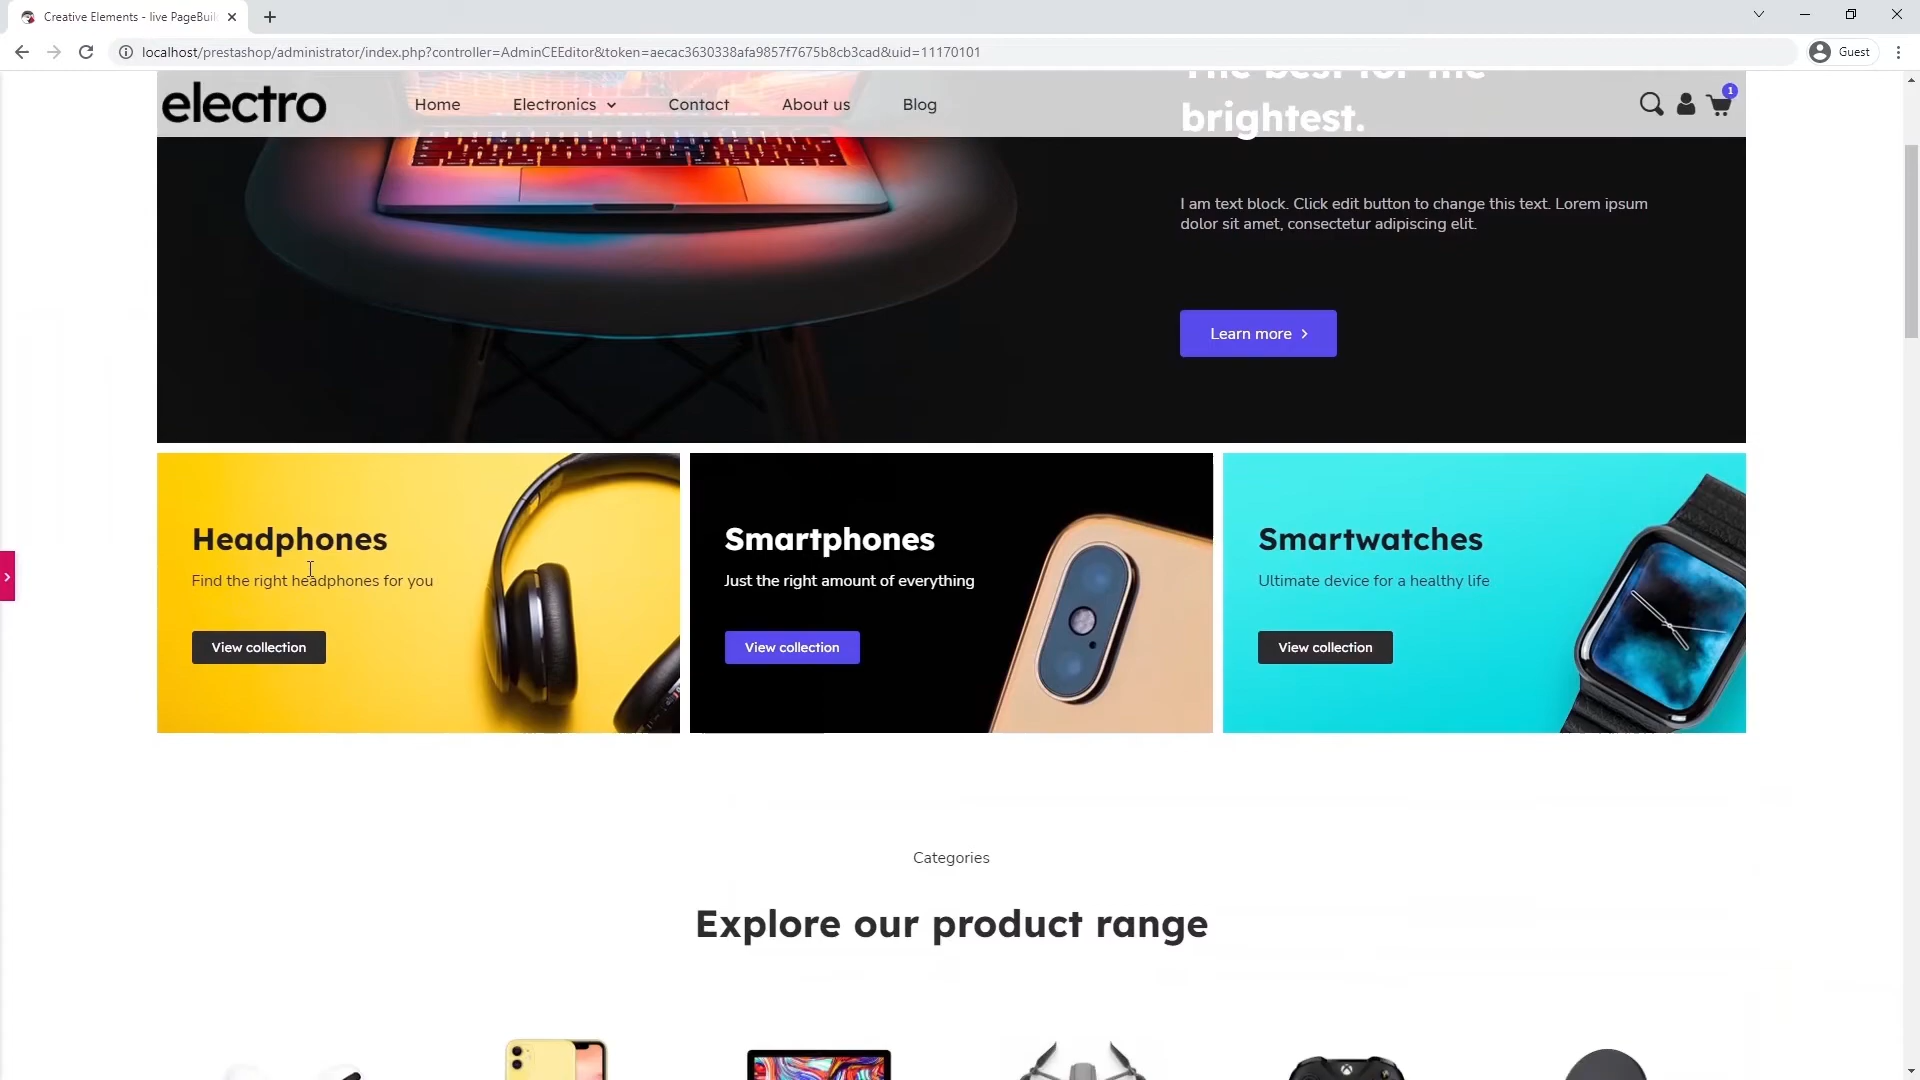 Creative Elements - live PageBuil
localhost/prestashop/administrator/index.php?controller=AdminCEEditor&token=aecac3630338afa9857f7675b8cb3cad&uid=11170101
Guest
The best for the
brightest.
electro
Home
Electronics
Contact
About us
Blog
1
I am text block. Click edit button to change this text. Lorem ipsum
dolor sit amet, consectetur adipiscing elit.
Learn more
Headphones
Find the right headphones for you
View collection
Smartphones
Just the right amount of everything
View collection
Smartwatches
Ultimate device for a healthy life
View collection
Categories
Explore our product range